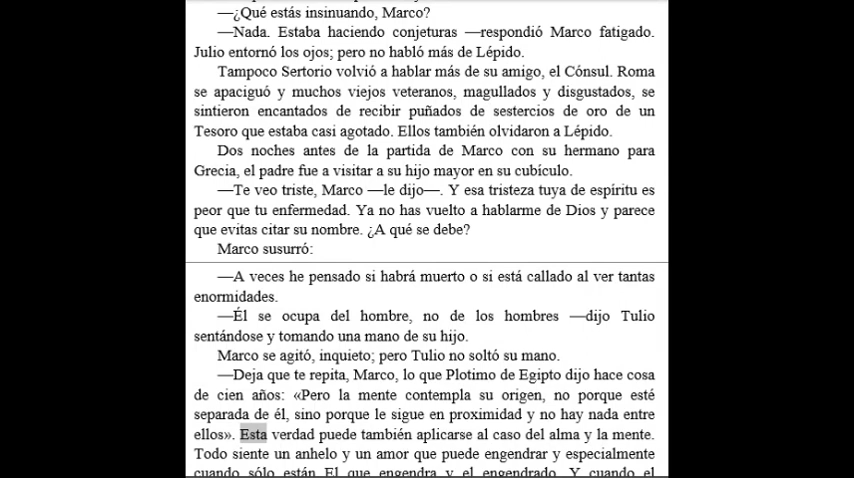 —¿Qué estás insinuando, Marco?
—Nada. Estaba haciendo conjeturas —respondió Marco fatigado.
Julio entornó los ojos; pero no habló más de Lépido.
Tampoco Sertorio volvió a hablar más de su amigo, el Cónsul. Roma
se apaciguó y muchos viejos veteranos, magullados y disgustados, se
sintieron encantados de recibir puñados de sestercios de oro de un
Tesoro que estaba casi agotado. Ellos también olvidaron a Lépido.
Dos noches antes de la partida de Marco con su hermano para
Grecia, el padre fue a visitar a su hijo mayor en su cubículo.
—Te veo triste, Marco —le dijo—. Y esa tristeza tuya de espíritu es
peor que tu enfermedad. Ya no has vuelto a hablarme de Dios y parece
que evitas citar su nombre. ¿A qué se debe?
Marco susurró:
—A veces he pensado si habrá muerto o si está callado al ver tantas
enormidades.
—Él se ocupa del hombre, no de los hombres —dijo Tulio
sentándose y tomando una mano de su hijo.
Marco se agitó, inquieto; pero Tulio no soltó su mano.
—Deja que te repita, Marco, lo que Plotimo de Egipto dijo hace cosa
de cien años: «Pero la mente contempla su origen, no porque esté
separada de él, sino porque le sigue en proximidad y no hay nada entre
ellos». Esta verdad puede también aplicarse al caso del alma y la mente.
Todo siente un anhelo y un amor que puede engendrar y especialmente
cuando sólo están El que engendra y el engendrado. Y cuando el